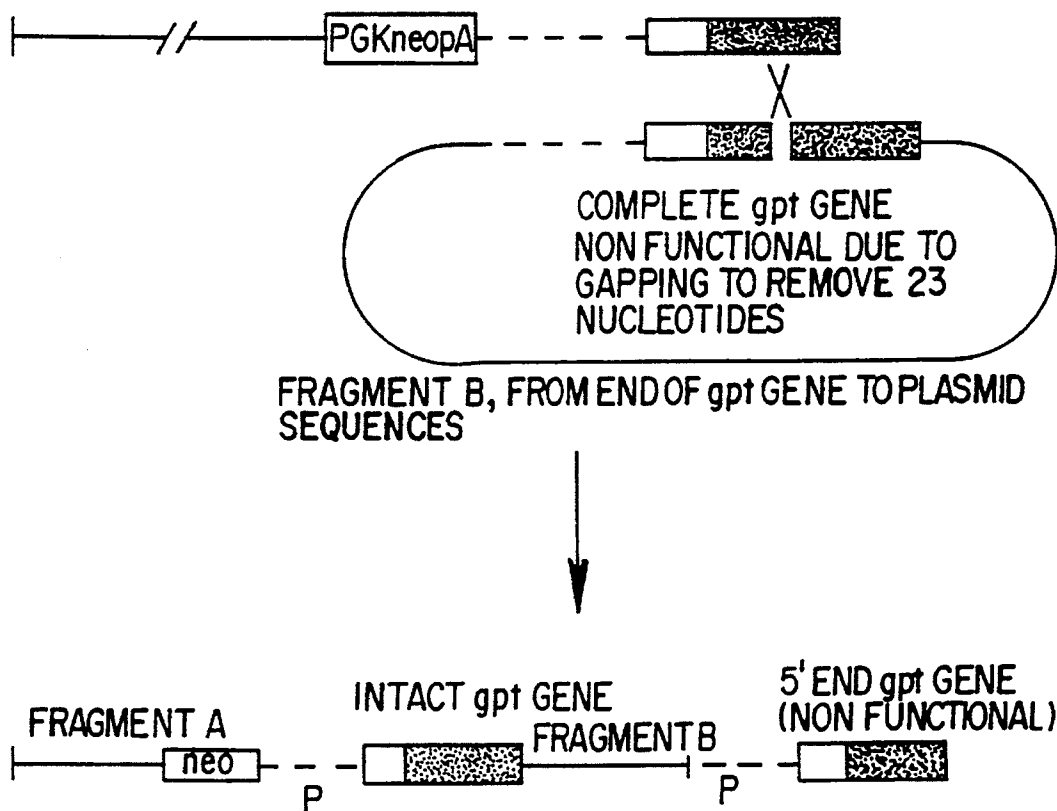 PGKneopA
COMPLETE gpt GENE
NON FUNCTIONAL DUE TO
GAPPING TO REMOVE 23
NUCLEOTIDES
FRAGMENT B, FROM END OF gpt GENE TO PLASMID
SEQUENCES
INTACT gpt GENE
5' END gpt GENE
(NON FUNCTIONAL)
FRAGMENT A
FRAGMENT B
neo
P
P